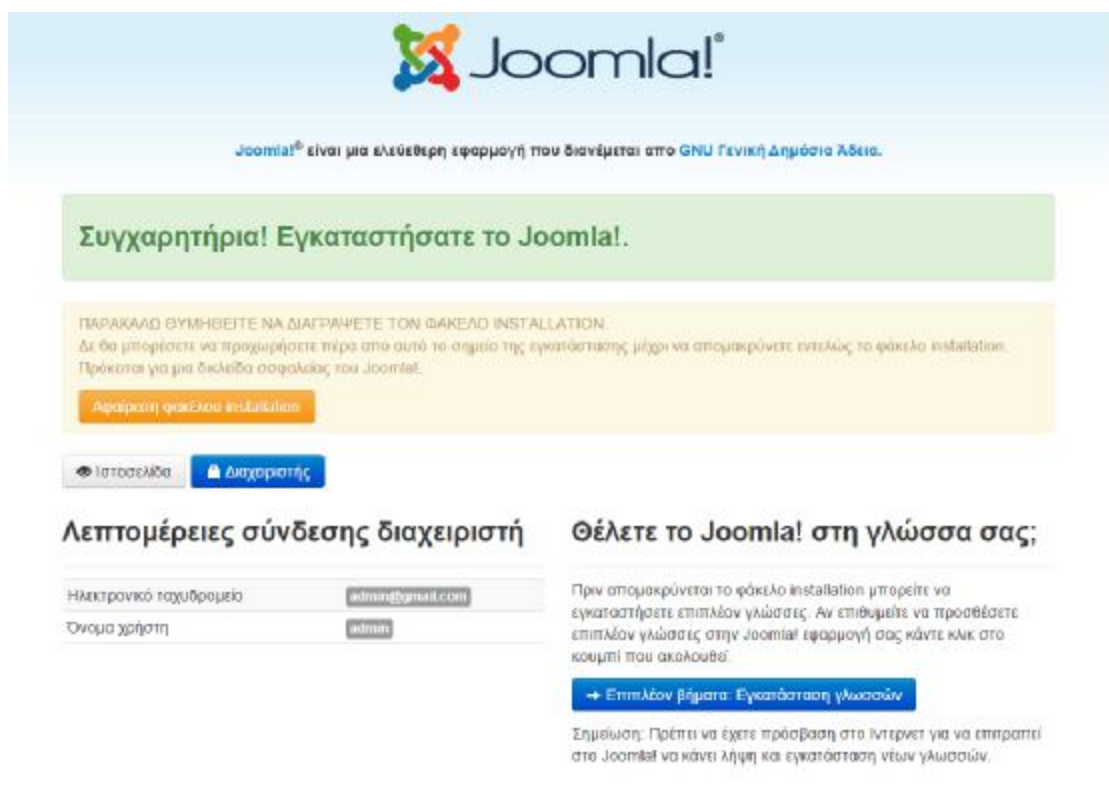 Joomla!®
Joomla!® είναι μια ελεύθερη εφαρμογή που διανέμεται απο GNU Γενική Δημόσια Άδεια.
Συγχαρητήρια! Εγκαταστήσατε το Joomla!.
ΠΑΡΑΚΑΛΩ ΘΥΜΗΘΕΙΤΕ ΝΑ ΔΙΑΓΡΑΨΕΤΕ ΤΟΝ ΦΑΚΕΛΟ INSTALLATION
Δε θα μπορέσετε να προχωρήσετε πέρα απο αυτό το σημείο της εγκατάστασης μέχρι να απομακρύνετε εντελώς το φάκελο installation.
Πρόκειται για μια δικλείδα ασφαλείας του Joomla!.
Αφαίρεση φακέλου installation
Ιστοσελίδα
Διαχειριστής
Λεπτομέρειες σύνδεσης διαχειριστή
Ηλεκτρονικό ταχυδρομείο admin@gmail.com
Όνομα χρήστη admin
Θέλετε το Joomla! στη γλώσσα σας;
Πριν απομακρύνεται το φάκελο installation μπορείτε να
εγκαταστήσετε επιπλέον γλώσσες. Αν επιθυμείτε να προσθέσετε
επιπλέον γλώσσες στην Joomla! εφαρμογή σας κάντε κλικ στο
κουμπί που ακολουθεί.
→ Επιπλέον βήματα: Εγκατάσταση γλωσσών
Σημείωση: Πρέπει να έχετε πρόσβαση στο Ιντερνετ για να επιτραπεί
στο Joomla! να κάνει λήψη και εγκατάσταση νέων γλωσσών.